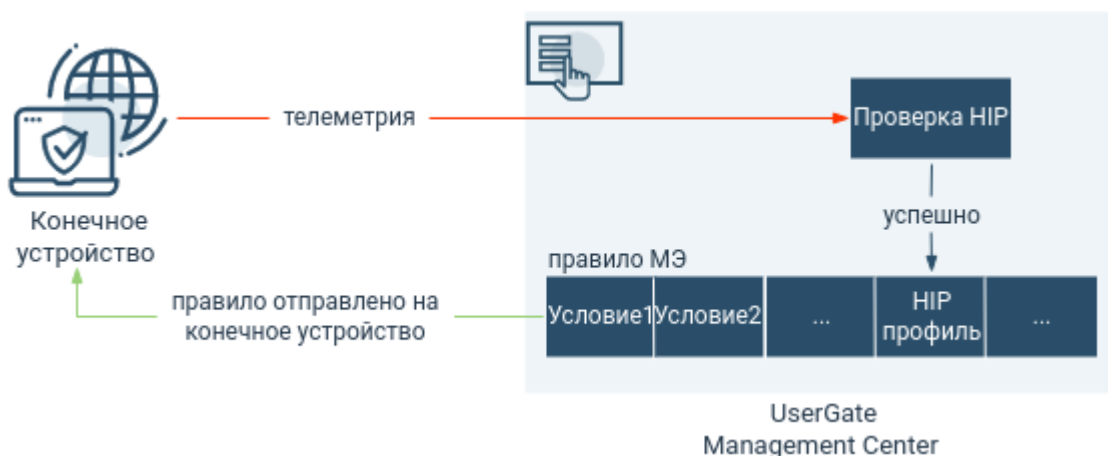 телеметрия
Проверка HIP
успешно
Конечное
устройство
правило МЭ
правило отправлено на
конечное устройство
Условие1
Условие2
...
HIP
профиль
...
UserGate
Management Center